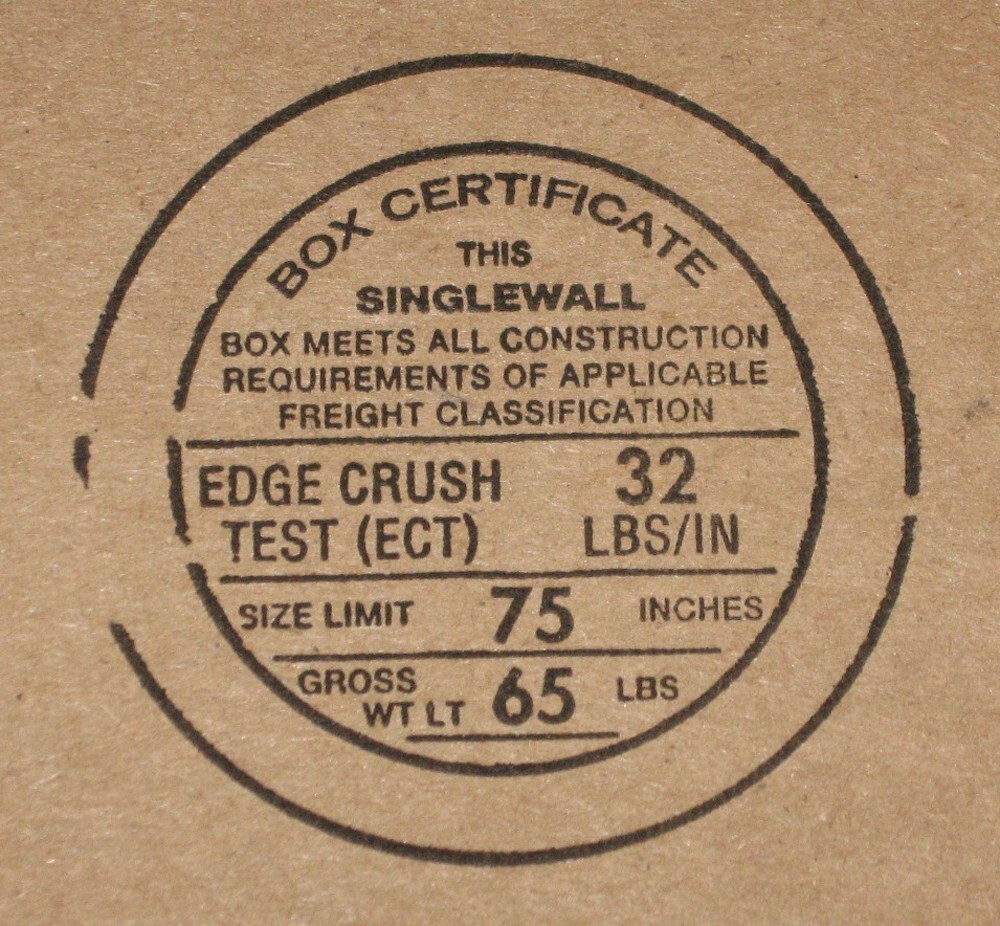 BOX CERTIFICATE
THIS
SINGLEWALL
BOX MEETS ALL CONSTRUCTION
REQUIREMENTS OF APPLICABLE
FREIGHT CLASSIFICATION
EDGE CRUSH 32
TEST (ECT) LBS/IN
SIZE LIMIT 75 INCHES
GROSS
WT LT 65 LBS